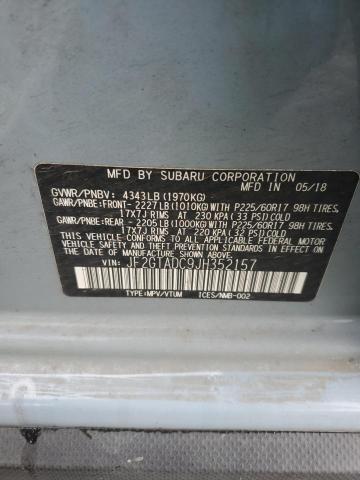 MFD. BY SUBARU CORPORATION
GVWR/PNBV: 4343LB(1970KG) MFD.IN 05/18
GAWR/PNBE:FRONT- 2227LB(1010KG)WITH P225/60R17 98H TIRES,
17X7J RIMS AT 230 KPA(33 PSI)COLD
GAWR/PNBE:REAR - 2205LB(1000KG)WITH P225/60R17 98H TIRES,
17X7J RIMS AT 220 KPA(32 PSI)COLD
THIS VEHICLE CONFORMS TO ALL APPLICABLE FEDERAL MOTOR
VEHICLE SAFETY STANDARDS IN EFFECT ON THE DATE OF
MANUFACTURE SHOWN ABOVE.
VIN: JF2GTADC9JH352157
TYPE:MPV/VTUM ICES/NMB-002